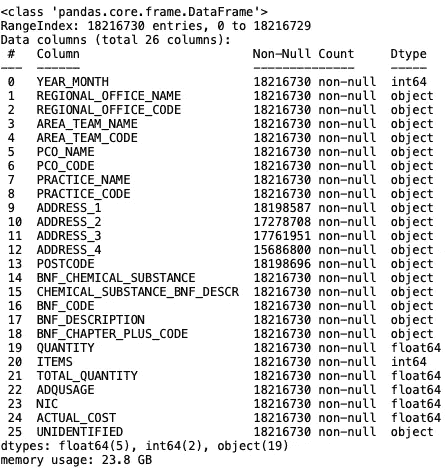 <class 'pandas.core.frame.DataFrame'>
RangeIndex: 18216730 entries, 0 to 18216729
Data columns (total 26 columns):
 #   Column                        Non-Null Count     Dtype
---  ------                        --------------     -----
 0   YEAR_MONTH                    18216730 non-null  int64
 1   REGIONAL_OFFICE_NAME          18216730 non-null  object
 2   REGIONAL_OFFICE_CODE          18216730 non-null  object
 3   AREA_TEAM_NAME                18216730 non-null  object
 4   AREA_TEAM_CODE                18216730 non-null  object
 5   PCO_NAME                      18216730 non-null  object
 6   PCO_CODE                      18216730 non-null  object
 7   PRACTICE_NAME                 18216730 non-null  object
 8   PRACTICE_CODE                 18216730 non-null  object
 9   ADDRESS_1                     18198587 non-null  object
 10  ADDRESS_2                     17278708 non-null  object
 11  ADDRESS_3                     17761951 non-null  object
 12  ADDRESS_4                     15686800 non-null  object
 13  POSTCODE                      18198696 non-null  object
 14  BNF_CHEMICAL_SUBSTANCE        18216730 non-null  object
 15  CHEMICAL_SUBSTANCE_BNF_DESCR  18216730 non-null  object
 16  BNF_CODE                      18216730 non-null  object
 17  BNF_DESCRIPTION               18216730 non-null  object
 18  BNF_CHAPTER_PLUS_CODE         18216730 non-null  object
 19  QUANTITY                      18216730 non-null  float64
 20  ITEMS                         18216730 non-null  int64
 21  TOTAL_QUANTITY                18216730 non-null  float64
 22  ADQUSAGE                      18216730 non-null  float64
 23  NIC                           18216730 non-null  float64
 24  ACTUAL_COST                   18216730 non-null  float64
 25  UNIDENTIFIED                  18216730 non-null  object
dtypes: float64(5), int64(2), object(19)
memory usage: 23.8 GB